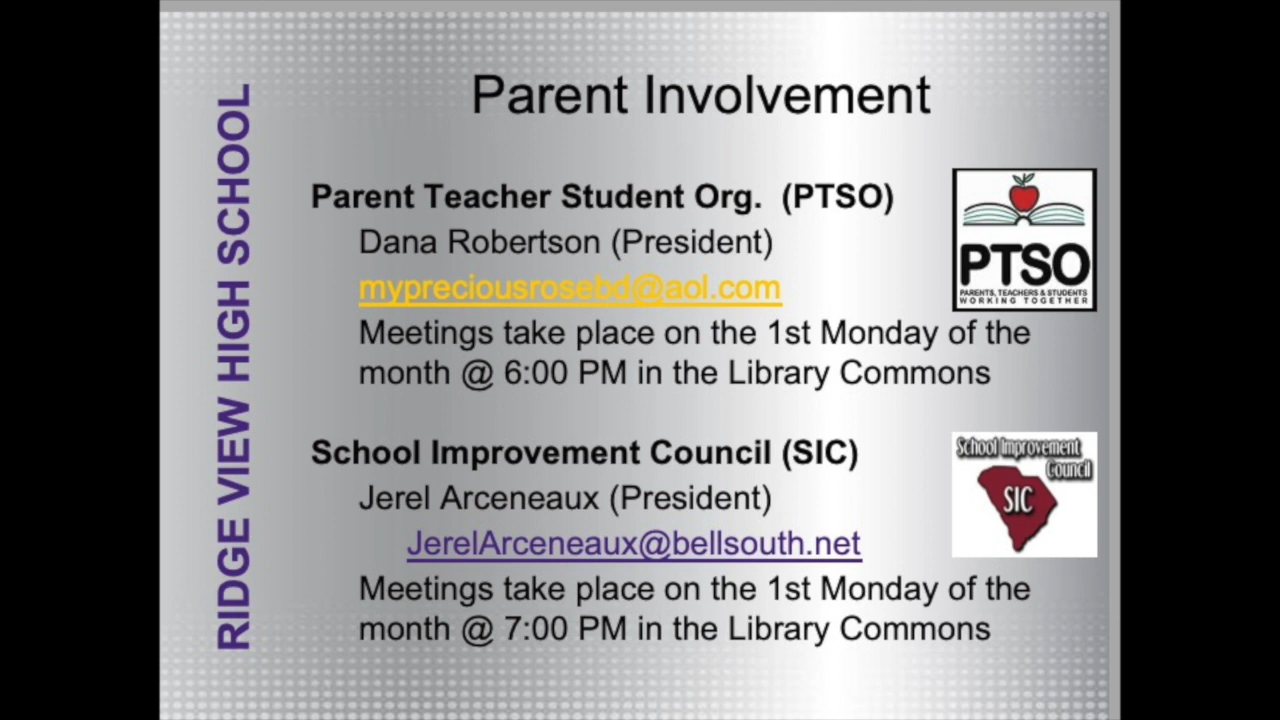 RIDGE VIEW HIGH SCHOOL
Parent Involvement
Parent Teacher Student Org. (PTSO)
Dana Robertson (President)
mypreciousrosebd@aol.com
Meetings take place on the 1st Monday of the
month @ 6:00 PM in the Library Commons
PTSO
PARENTS, TEACHERS & STUDENTS
WORKING TOGETHER
School Improvement Council (SIC)
Jerel Arceneaux (President)
JerelArceneaux@bellsouth.net
Meetings take place on the 1st Monday of the
month @ 7:00 PM in the Library Commons
School Improvement
Council
SIC